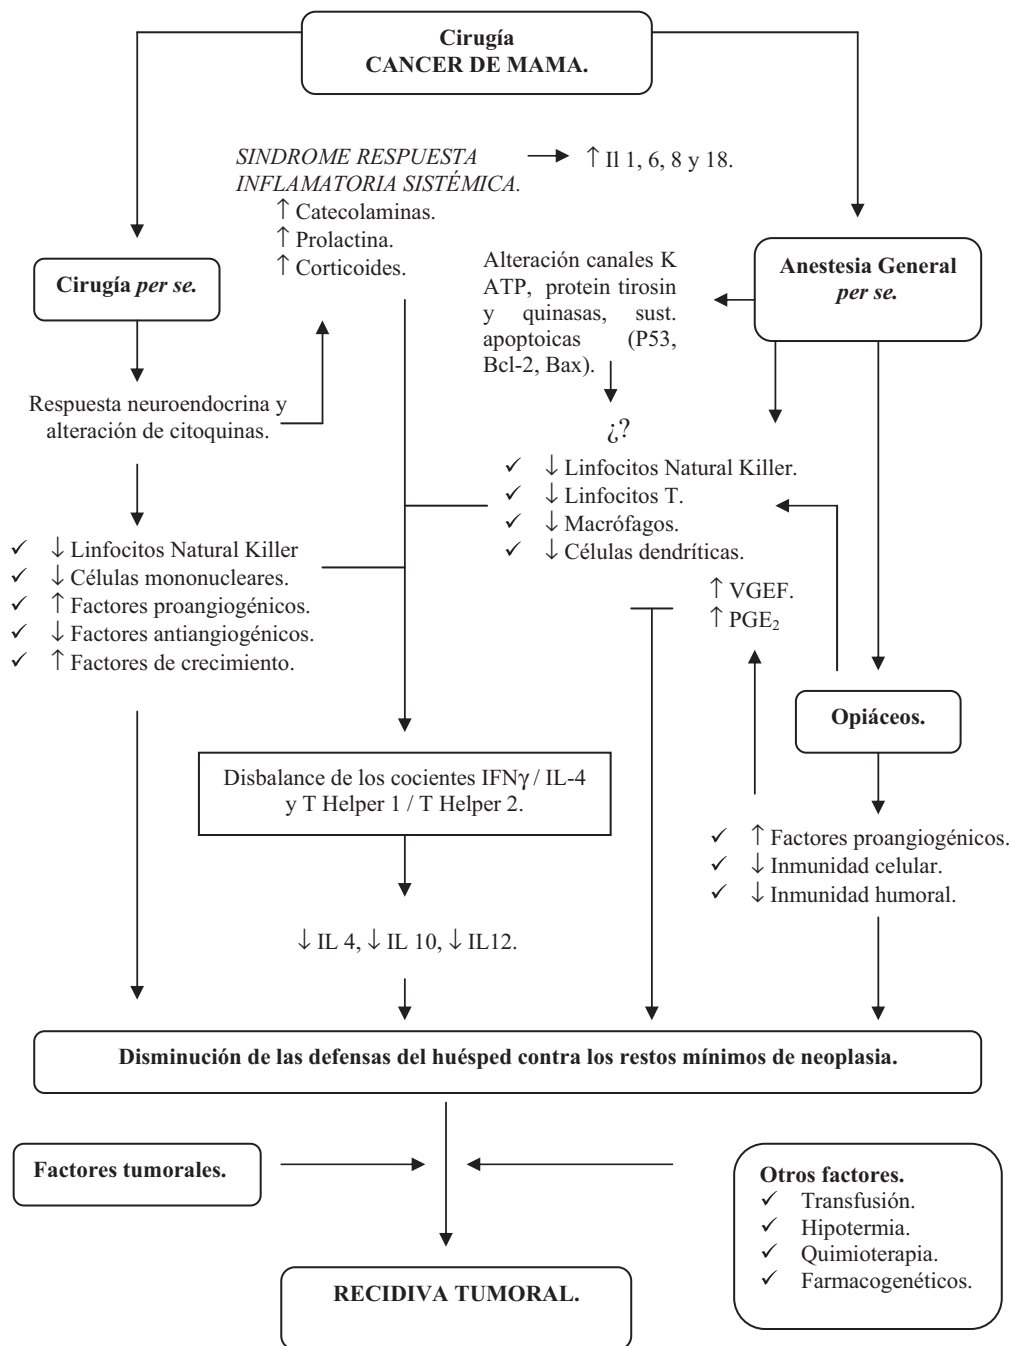 Cirugía
CANCER DE MAMA.
SINDROME RESPUESTA
INFLAMATORIA SISTÉMICA.
↑ Catecolaminas.
↑ Prolactina.
↑ Corticoides.
↑ Il 1, 6, 8 y 18.
Cirugía per se.
Alteración canales K
ATP, protein tirosin
y quinasas, sust.
apoptoicas (P53,
Bcl-2, Bax).
Anestesia General
per se.
Respuesta neuroendocrina y
alteración de citoquinas.
¿?
✓ ↓ Linfocitos Natural Killer.
✓ ↓ Linfocitos T.
✓ ↓ Macrófagos.
✓ ↓ Células dendríticas.
✓ ↓ Linfocitos Natural Killer
✓ ↓ Células mononucleares.
✓ ↑ Factores proangiogénicos.
✓ ↓ Factores antiangiogénicos.
✓ ↑ Factores de crecimiento.
↑ VGEF.
↑ PGE₂
Opiáceos.
Disbalance de los cocientes IFNγ / IL-4
y T Helper 1 / T Helper 2.
✓ ↑ Factores proangiogénicos.
✓ ↓ Inmunidad celular.
✓ ↓ Inmunidad humoral.
↓ IL 4, ↓ IL 10, ↓ IL12.
Disminución de las defensas del huésped contra los restos mínimos de neoplasia.
Factores tumorales.
Otros factores.
✓ Transfusión.
✓ Hipotermia.
✓ Quimioterapia.
✓ Farmacogenéticos.
RECIDIVA TUMORAL.